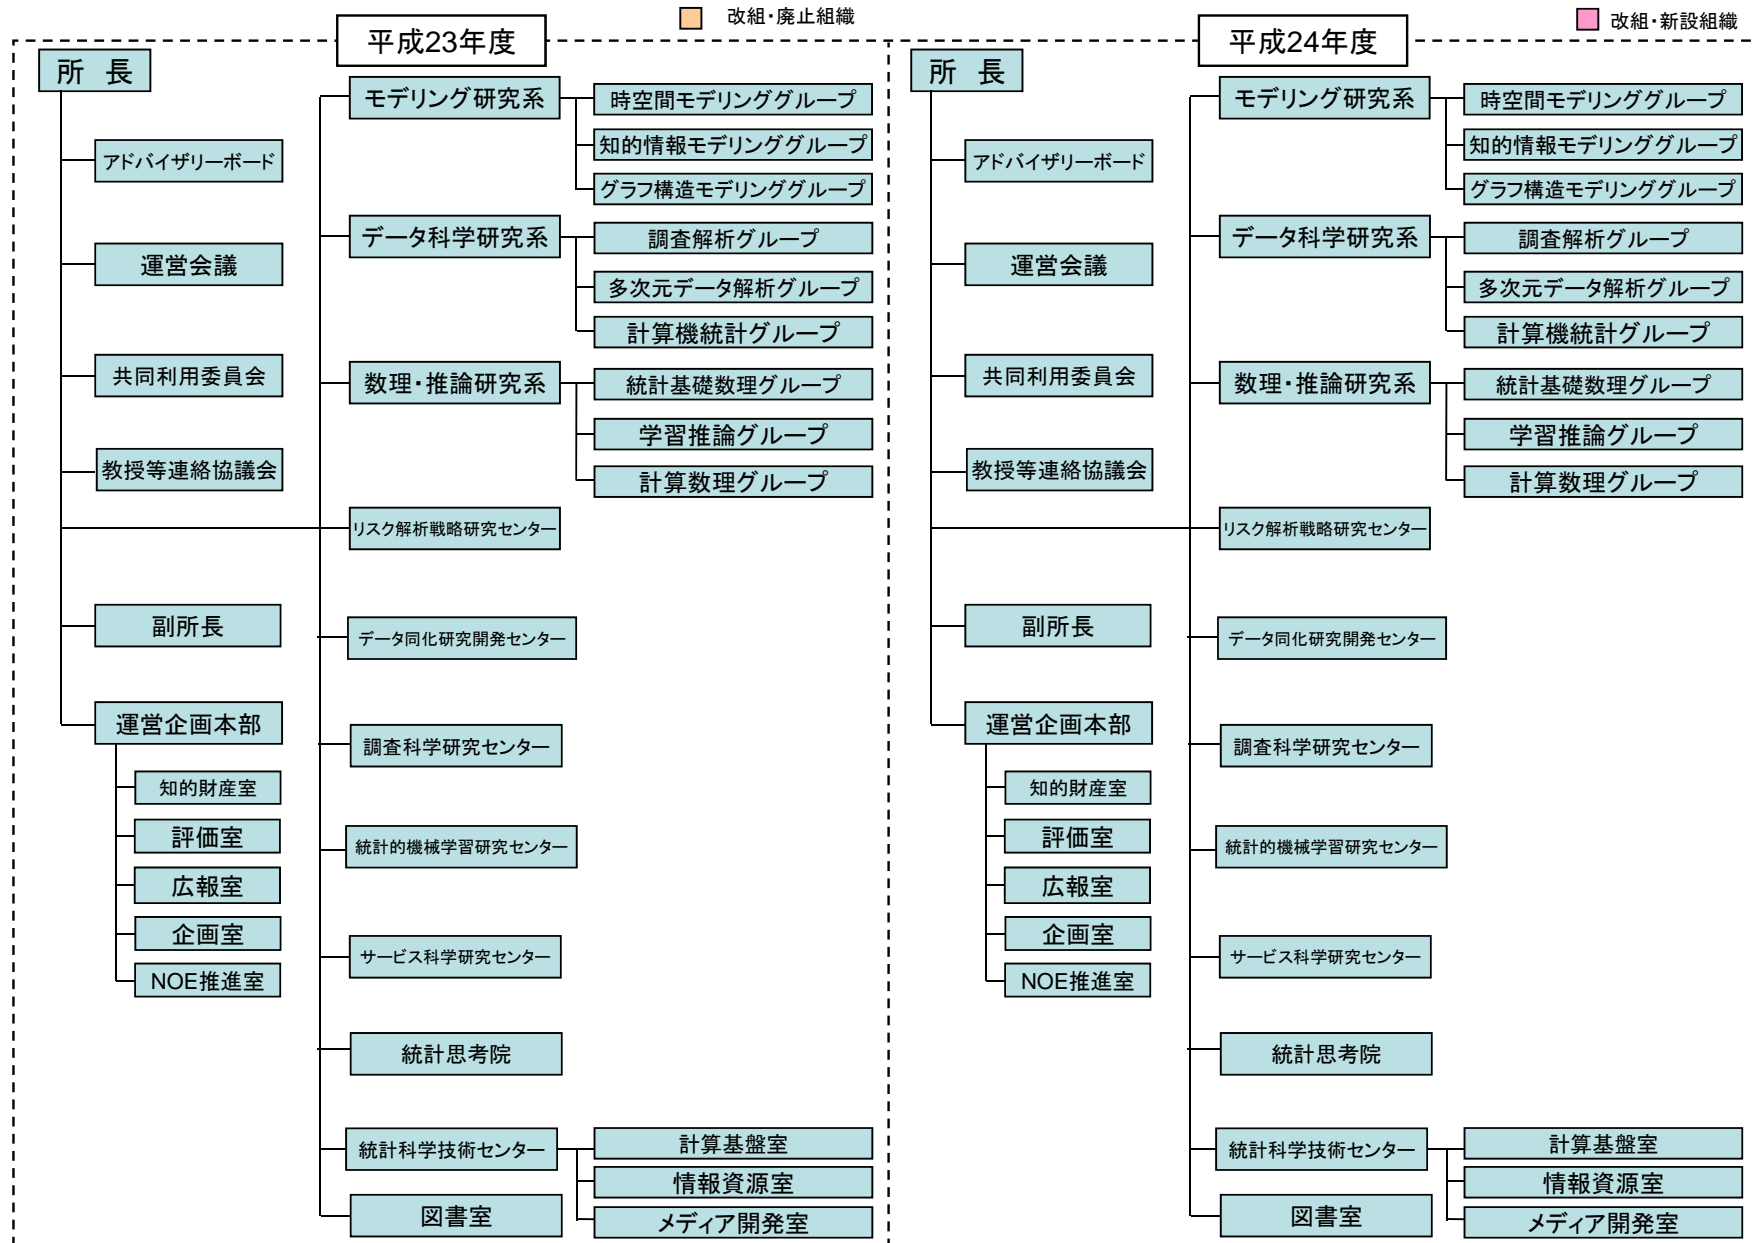 改組・廃止組織
改組・新設組織
平成23年度
所 長
アドバイザリーボード
運営会議
共同利用委員会
教授等連絡協議会
副所長
運営企画本部
知的財産室
評価室
広報室
企画室
NOE推進室
モデリング研究系
時空間モデリンググループ
知的情報モデリンググループ
グラフ構造モデリンググループ
データ科学研究系
調査解析グループ
多次元データ解析グループ
計算機統計グループ
数理・推論研究系
統計基礎数理グループ
学習推論グループ
計算数理グループ
リスク解析戦略研究センター
データ同化研究開発センター
調査科学研究センター
統計的機械学習研究センター
サービス科学研究センター
統計思考院
統計科学技術センター
計算基盤室
情報資源室
メディア開発室
図書室
平成24年度
所 長
アドバイザリーボード
運営会議
共同利用委員会
教授等連絡協議会
副所長
運営企画本部
知的財産室
評価室
広報室
企画室
NOE推進室
モデリング研究系
時空間モデリンググループ
知的情報モデリンググループ
グラフ構造モデリンググループ
データ科学研究系
調査解析グループ
多次元データ解析グループ
計算機統計グループ
数理・推論研究系
統計基礎数理グループ
学習推論グループ
計算数理グループ
リスク解析戦略研究センター
データ同化研究開発センター
調査科学研究センター
統計的機械学習研究センター
サービス科学研究センター
統計思考院
統計科学技術センター
計算基盤室
情報資源室
メディア開発室
図書室